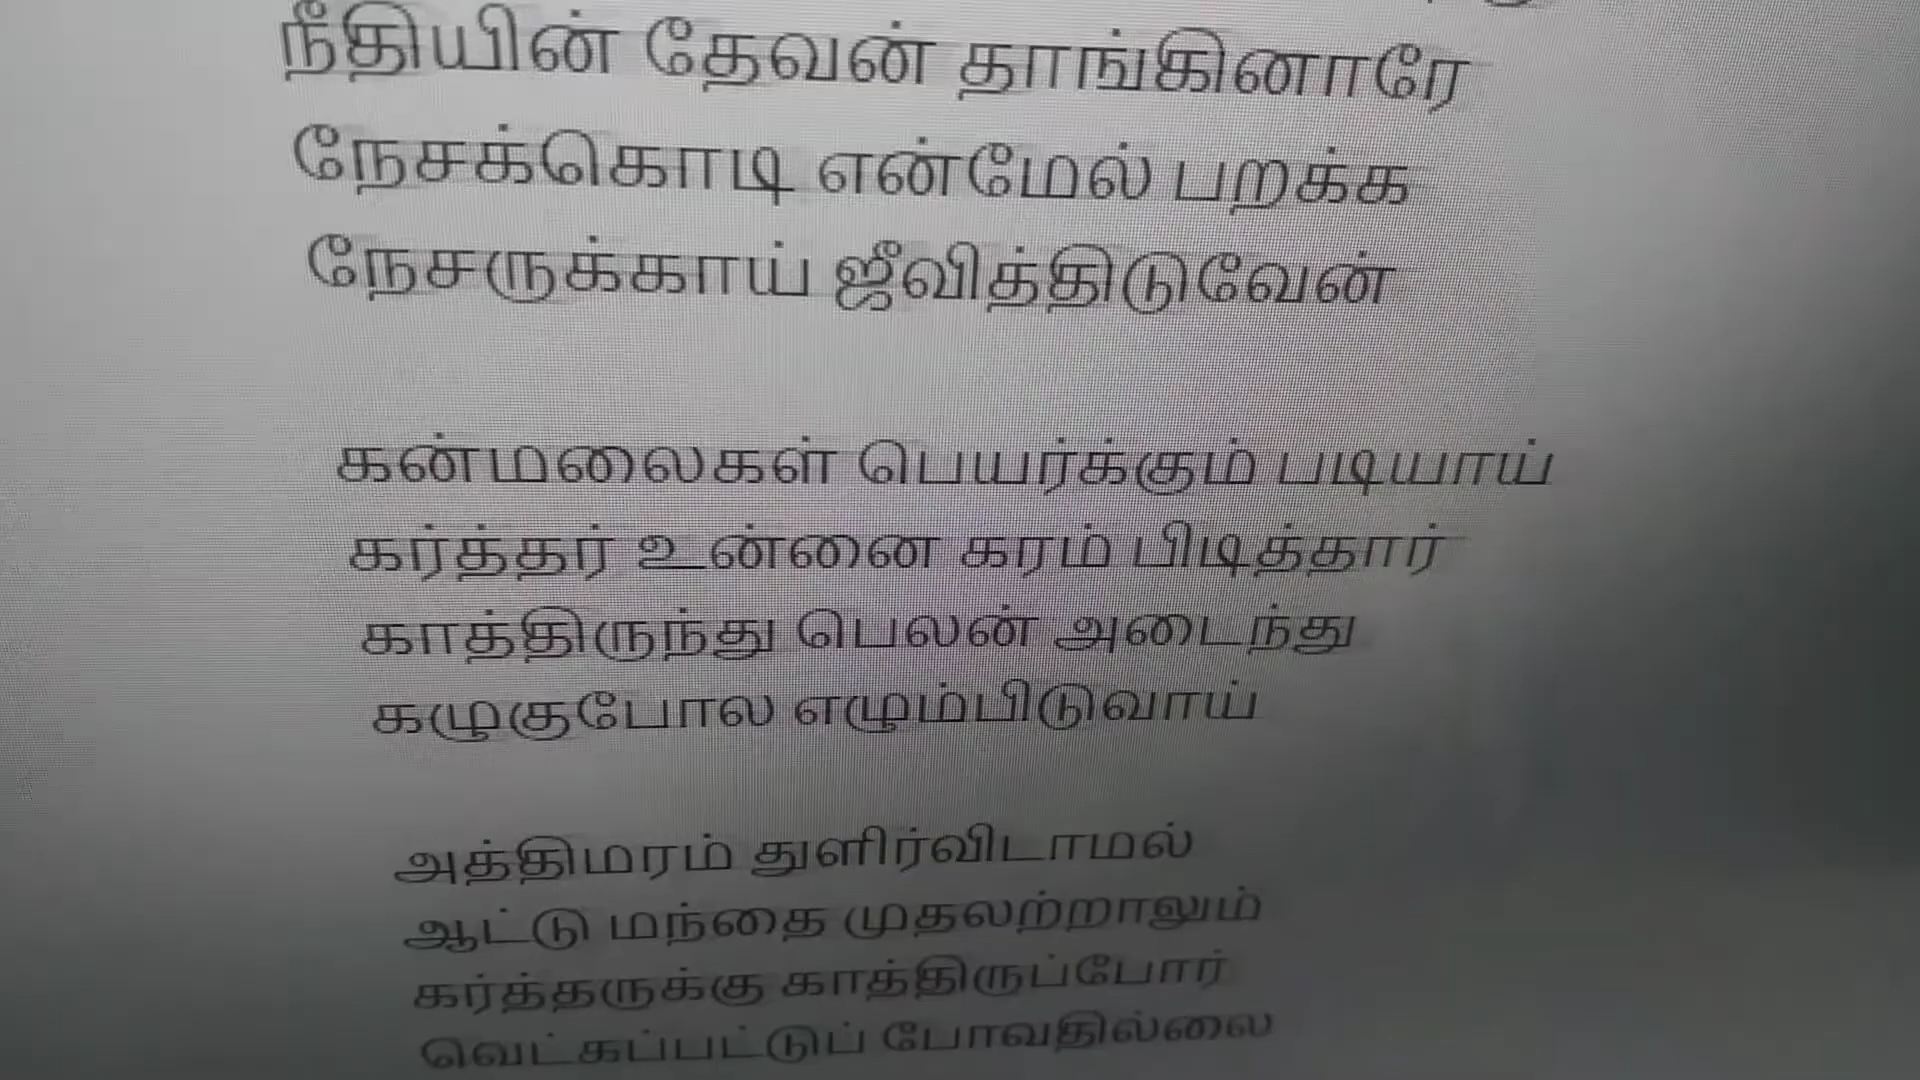 நீதியின் தேவன் தாங்கினாரே
நேசக்கொடி என்மேல் பறக்க
நேசருக்காய் ஜீவித்திடுவேன்
கன்மலைகள் பெயர்க்கும் படியாய்
கர்த்தர் உன்னை கரம் பிடித்தார்
காத்திருந்து பெலன் அடைந்து
கழுகுபோல எழும்பிடுவாய்
அத்திமரம் துளிர்விடாமல்
ஆட்டு மந்தை முதலற்றாலும்
கர்த்தருக்கு காத்திருப்போர்
வெட்கப்பட்டுப் போவதில்லை